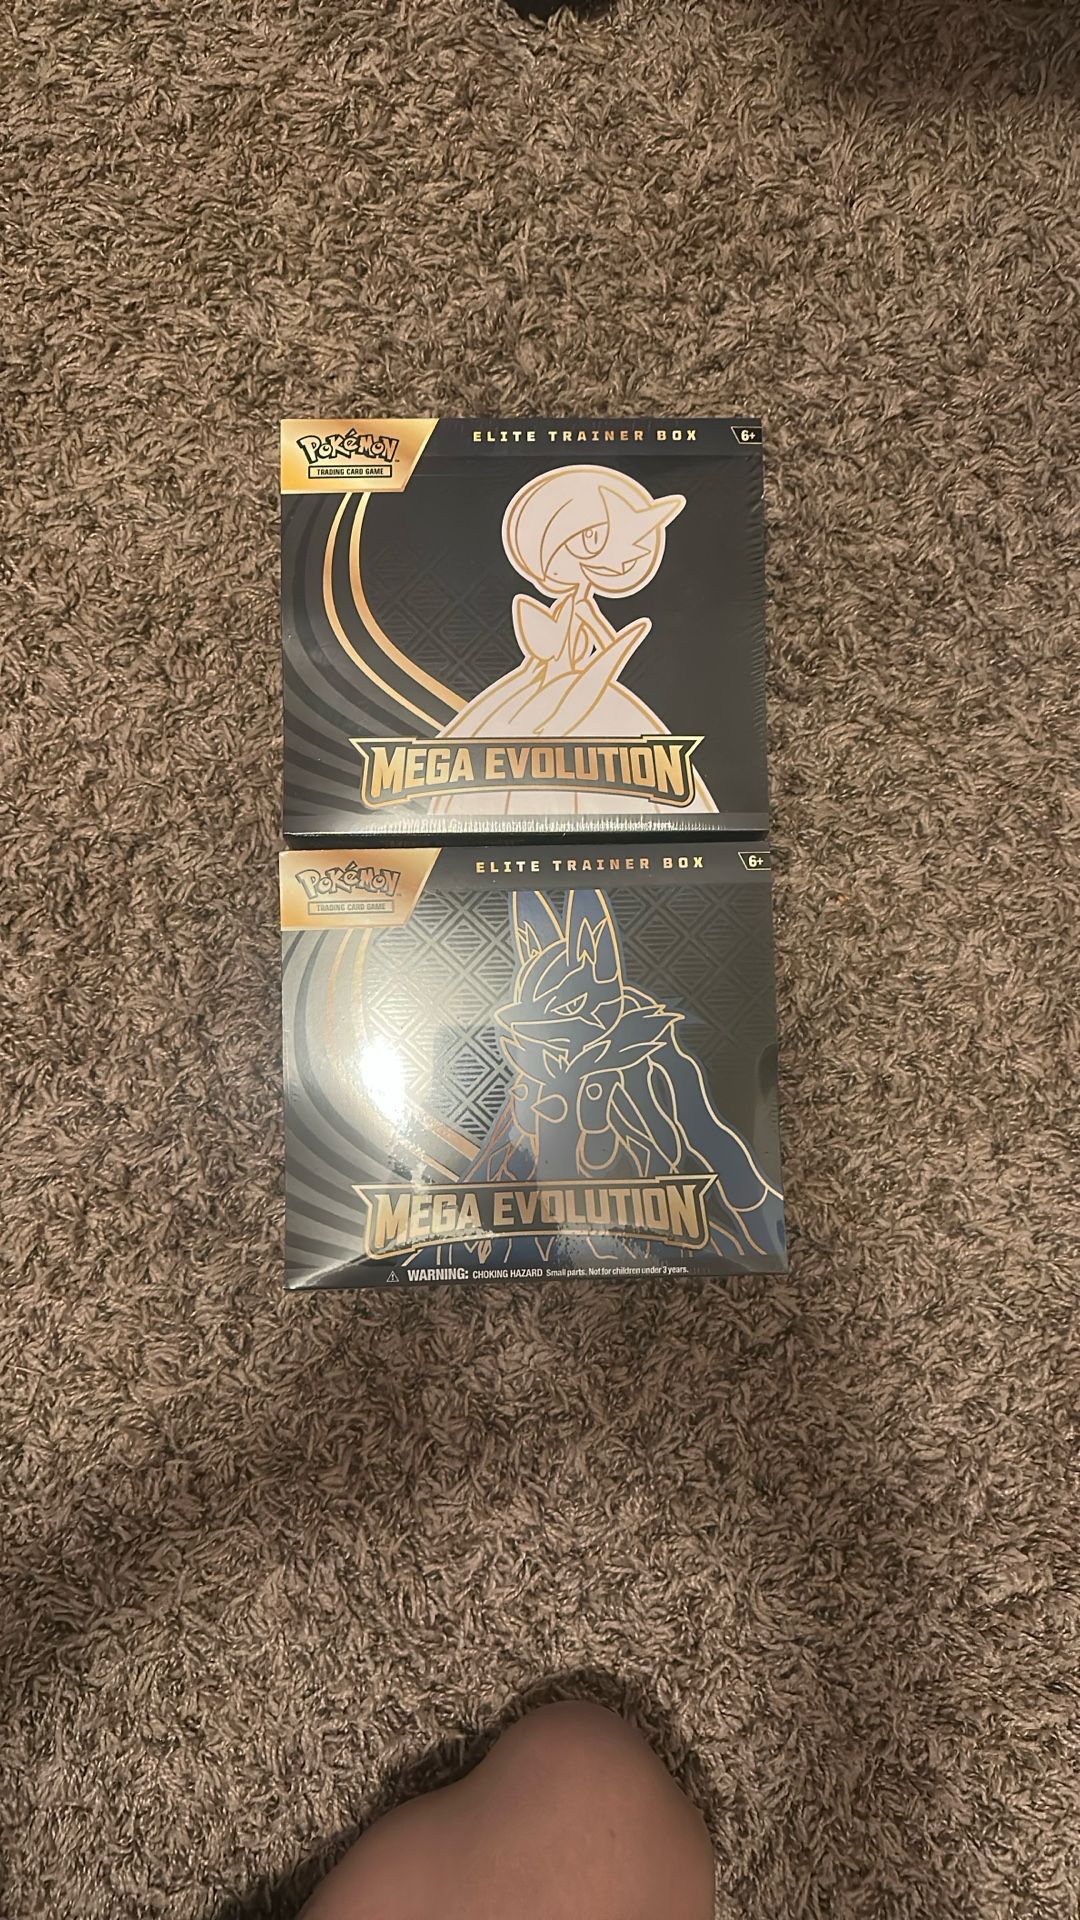 POKéMON
TRADING CARD GAME
ELITE TRAINER BOX
6+
MEGA EVOLUTION
WARNING:
POKéMON
TRADING CARD GAME
ELITE TRAINER BOX
6+
MEGA EVOLUTION
WARNING: CHOKING HAZARD Small parts. Not for children under 3 years.